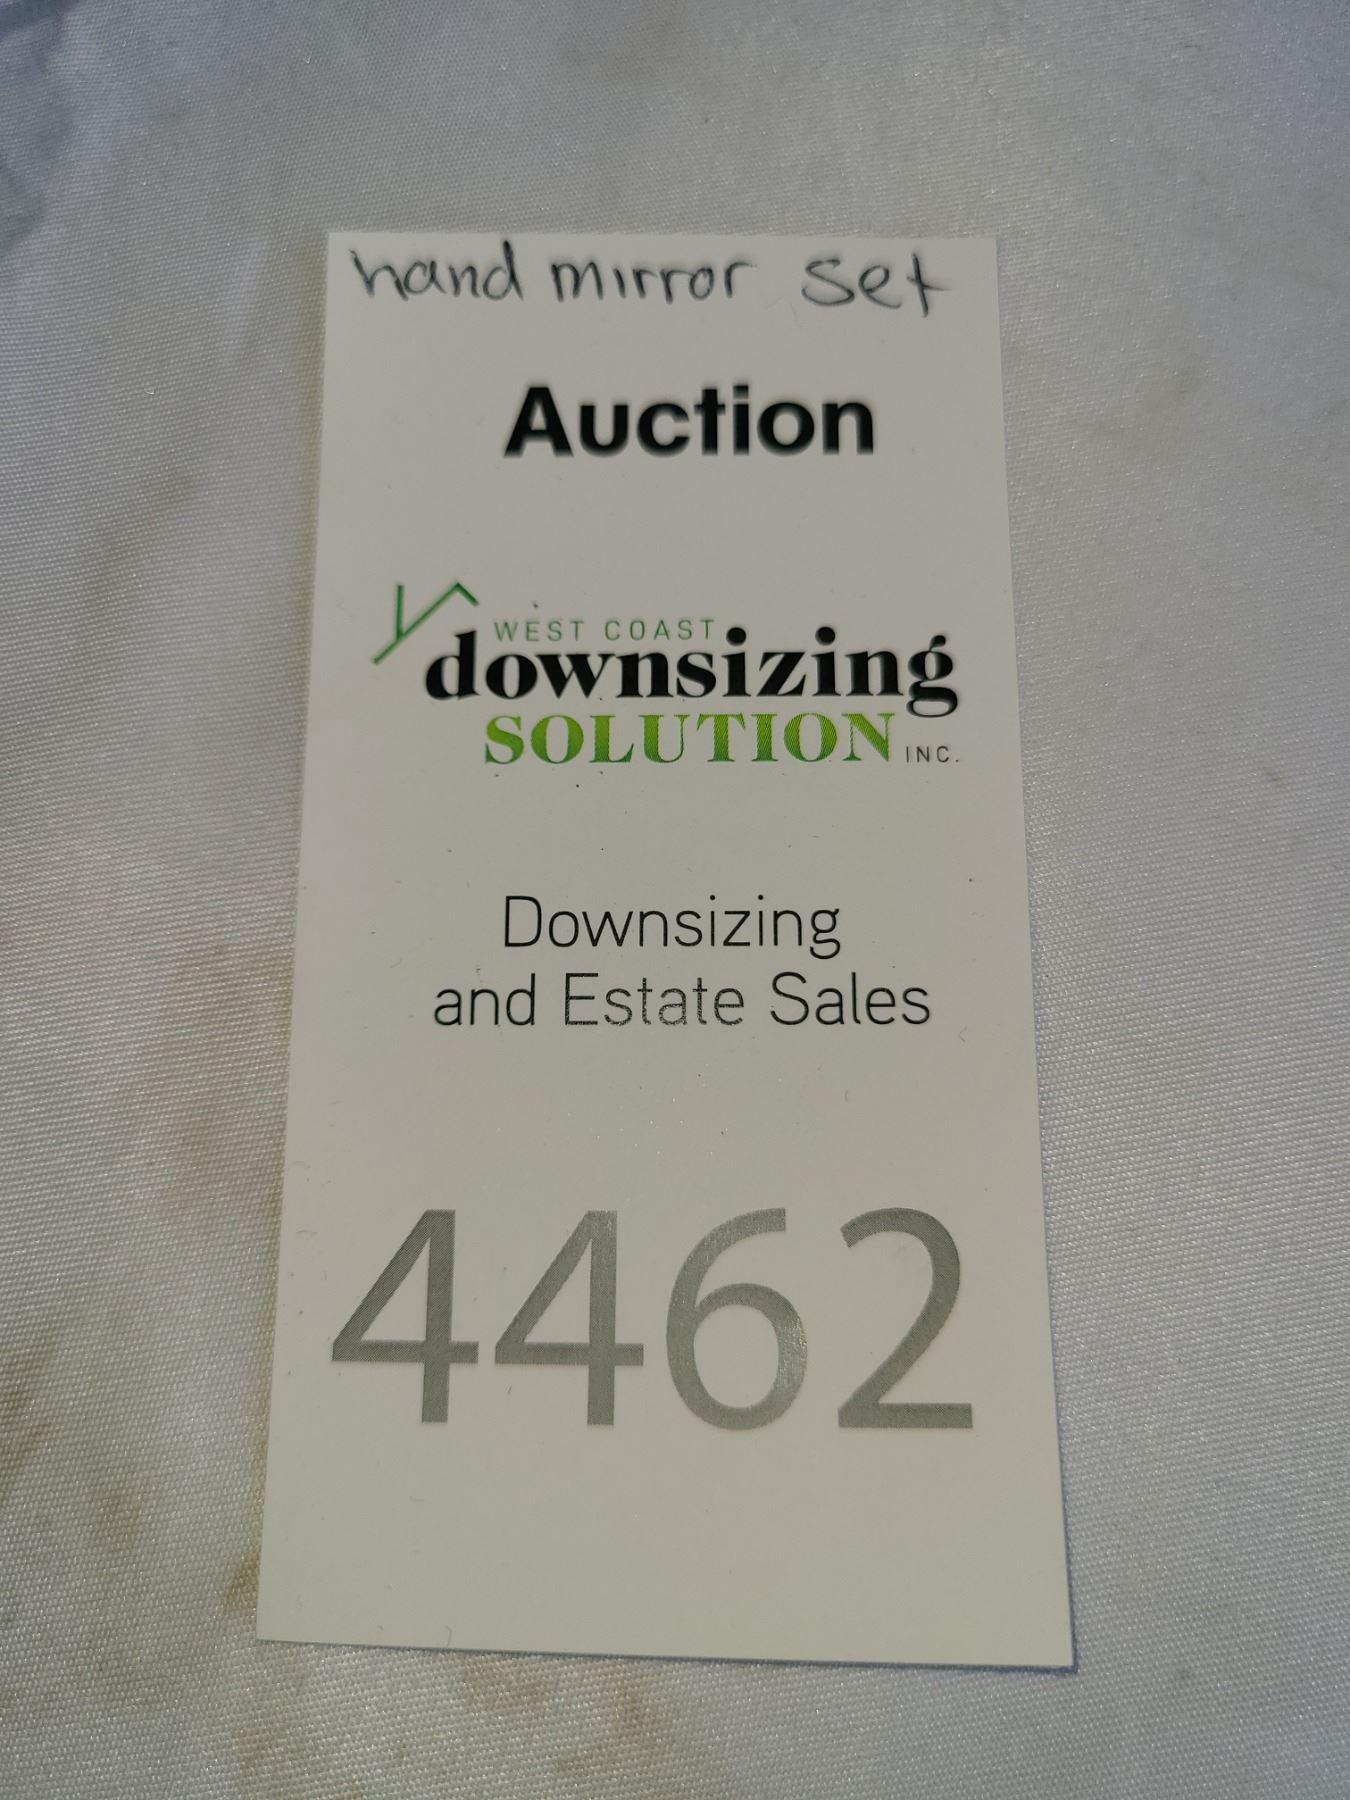 hand mirror set
Auction
WEST COAST
downsizing
SOLUTION INC.
Downsizing
and Estate Sales
4462